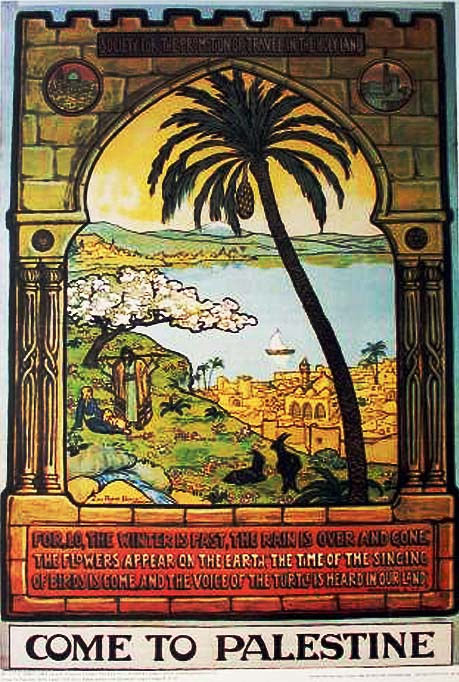 SOCIETY FOR THE PROMOTION OF TRAVEL IN THE HOLY LAND
FOR, LO, THE WINTER IS PAST, THE RAIN IS OVER AND GONE,
THE FLOWERS APPEAR ON THE EARTH, THE TIME OF THE SINGING
OF BIRDS IS COME, AND THE VOICE OF THE TURTLE IS HEARD IN OUR LAND
COME TO PALESTINE